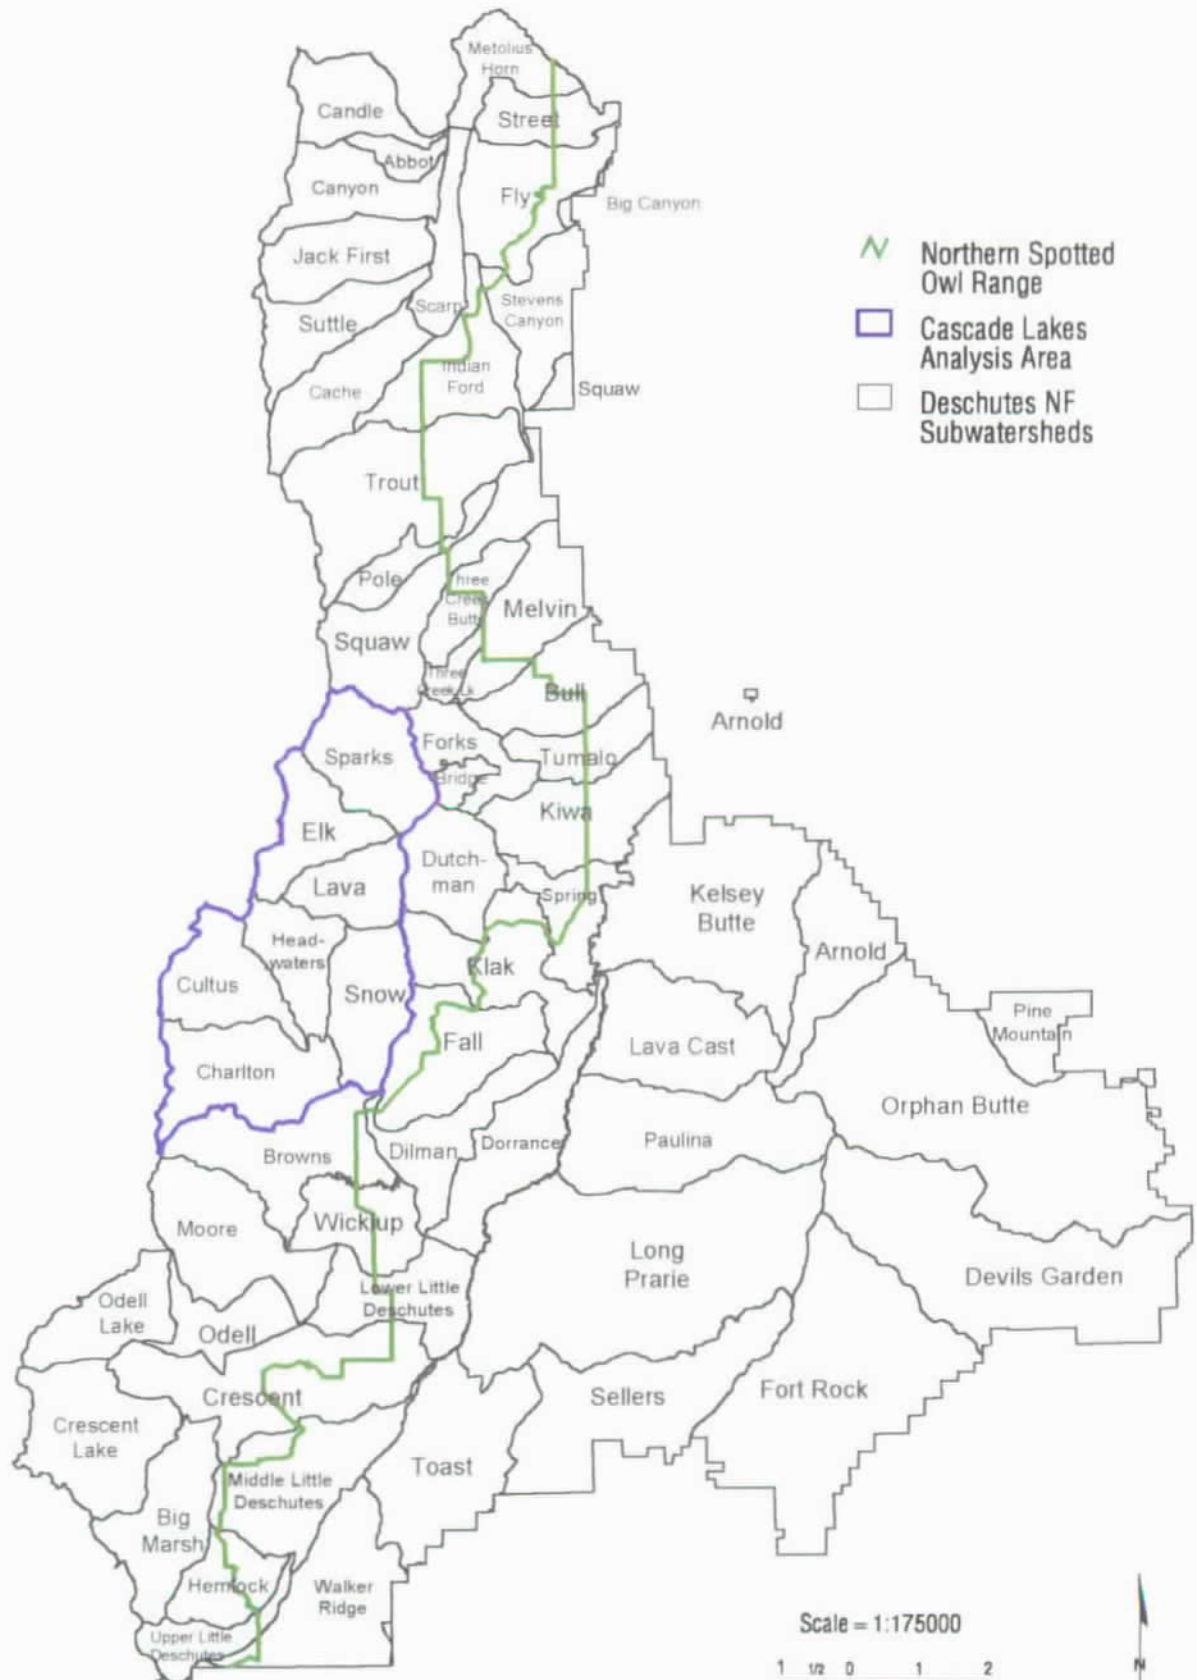 Metolius
Horn
Candle
Street
Abbot
Canyon
Fly
Big Canyon
Jack First
Northern Spotted
Owl Range
Scarp
Stevens
Canyon
Suttle
Cascade Lakes
Analysis Area
Indian
Ford
Cache
Squaw
Deschutes NF
Subwatersheds
Trout
Pole
Three
Creek
Butt
Melvin
Squaw
Three
Creek Lk
Bull
Arnold
Forks
Sparks
Tumalo
Bridge
Kiwa
Elk
Dutch-
man
Lava
Spring
Kelsey
Butte
Head-
waters
Arnold
Klak
Cultus
Snow
Pine
Mountain
Fall
Lava Cast
Charlton
Orphan Butte
Browns
Dilman
Dorrance
Paulina
Moore
Wickiup
Long
Prarie
Devils Garden
Lower Little
Deschutes
Odell
Lake
Odell
Crescent
Sellers
Fort Rock
Crescent
Lake
Toast
Middle Little
Deschutes
Big
Marsh
Hemlock
Walker
Ridge
Upper Little
Deschutes
Scale = 1:175000
1 1/2 0 1 2
N